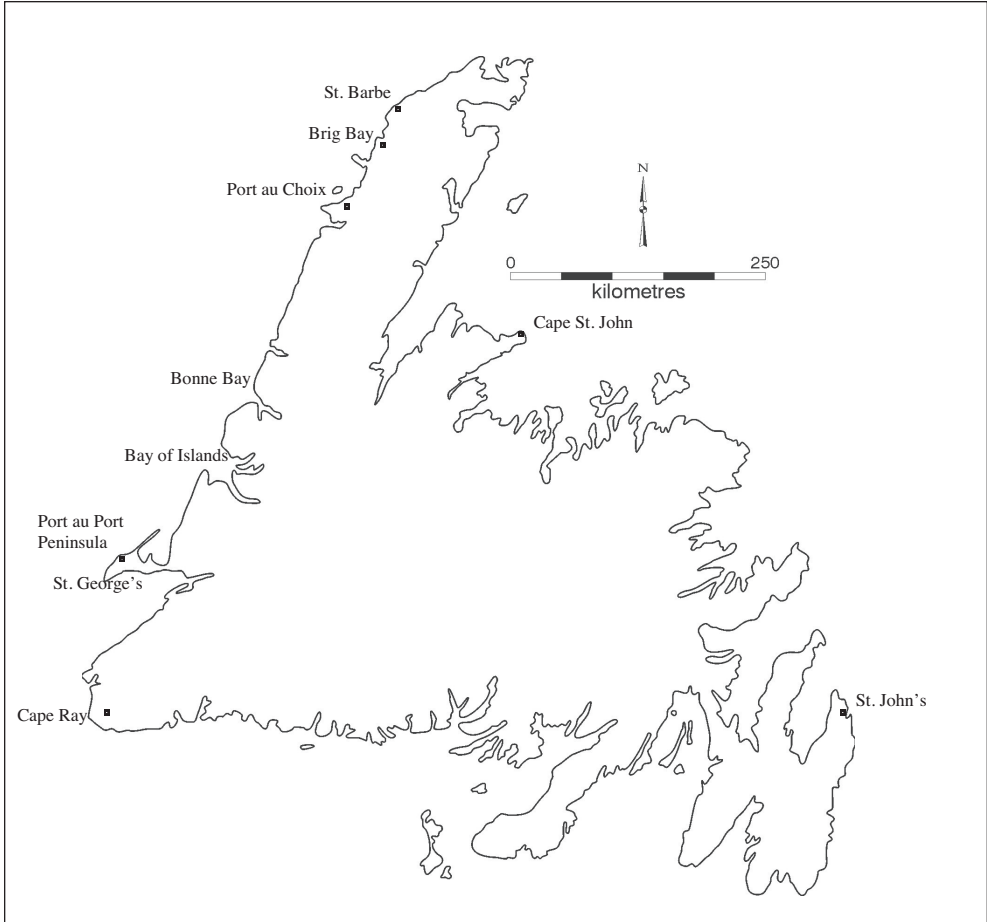 St. Barbe
Brig Bay
N
Port au Choix
0 250
kilometres
Cape St. John
Bonne Bay
Bay of Islands
Port au Port
Peninsula
St. George’s
St. John’s
Cape Ray